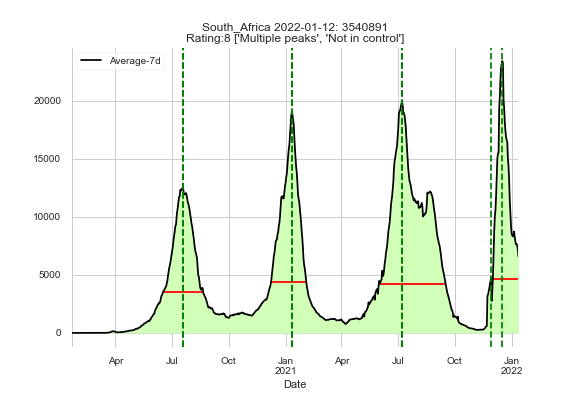 South_Africa 2022-01-12: 3540891
Rating:8 ['Multiple peaks', 'Not in control']
Average-7d
20000
15000
10000
5000
0
Apr
Jul
Oct
Jan
2021
Apr
Jul
Oct
Jan
2022
Date